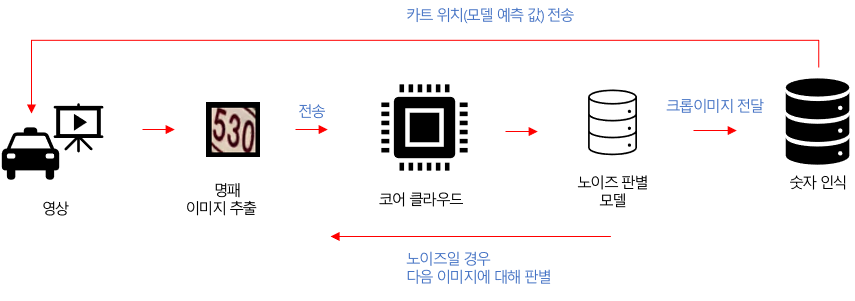 카트 위치(모델 예측 값) 전송
530
전송
크롭이미지 전달
영상
명패
이미지 추출
코어 클라우드
노이즈 판별
모델
숫자 인식
노이즈일 경우
다음 이미지에 대해 판별